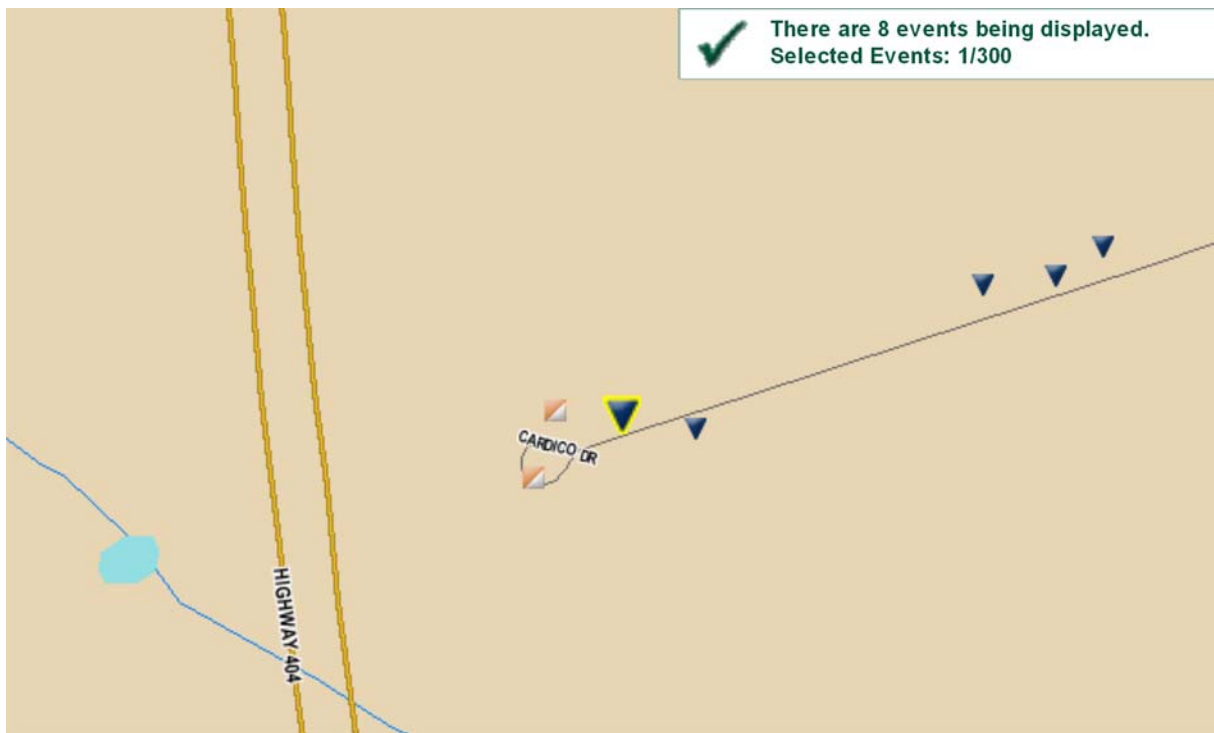 There are 8 events being displayed.
Selected Events: 1/300
CARDICO DR
HIGHWAY 404